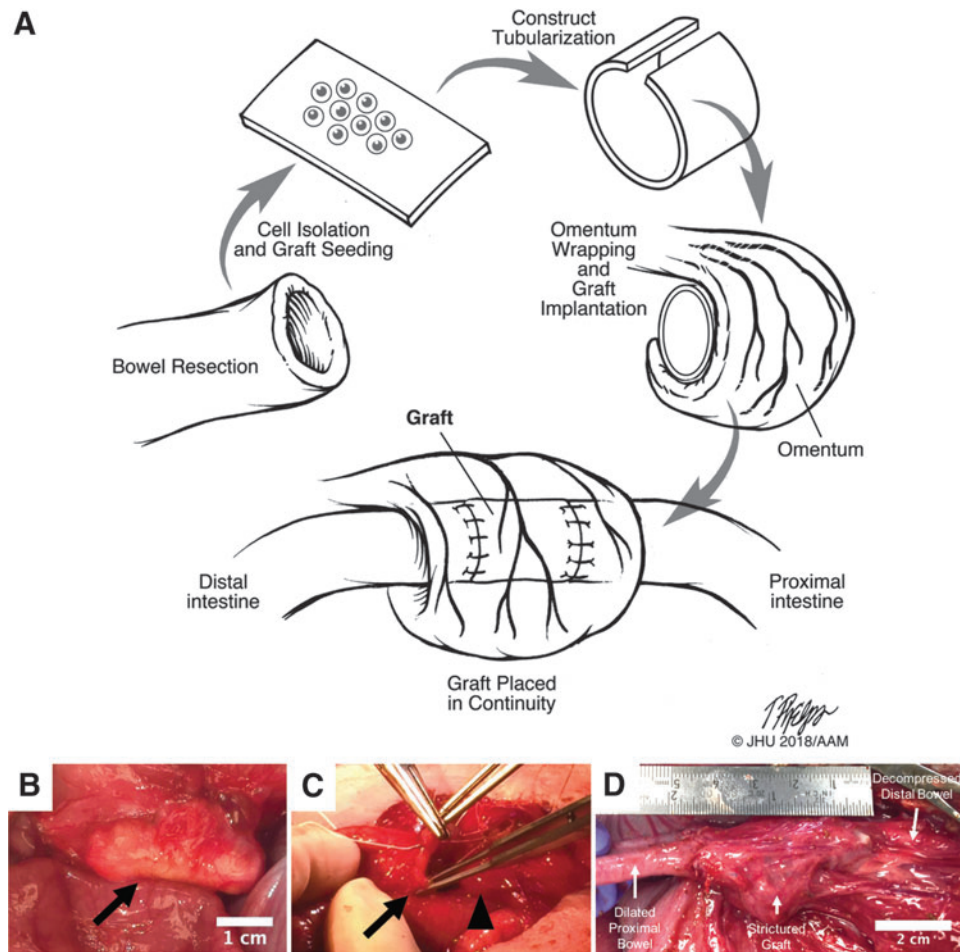 A
Construct
Tubularization
Cell Isolation
and Graft Seeding
Omentum
Wrapping
and
Graft
Implantation
Bowel Resection
Graft
Omentum
Distal
intestine
Proximal
intestine
Graft Placed
in Continuity
T Phelps
© JHU 2018/AAM
B
1 cm
C
D
Decompressed
Distal Bowel
Dilated
Proximal
Bowel
Strictured
Graft
2 cm